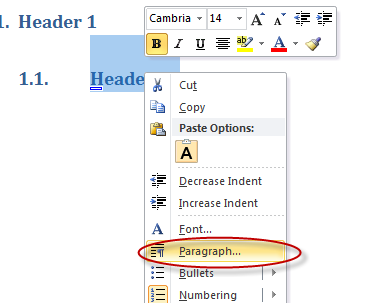 1. Header 1
Cambria 14
B I U ab A
1.1. Heade
Cut
Copy
Paste Options:
A
Decrease Indent
Increase Indent
A Font...
Paragraph...
Bullets
Numbering